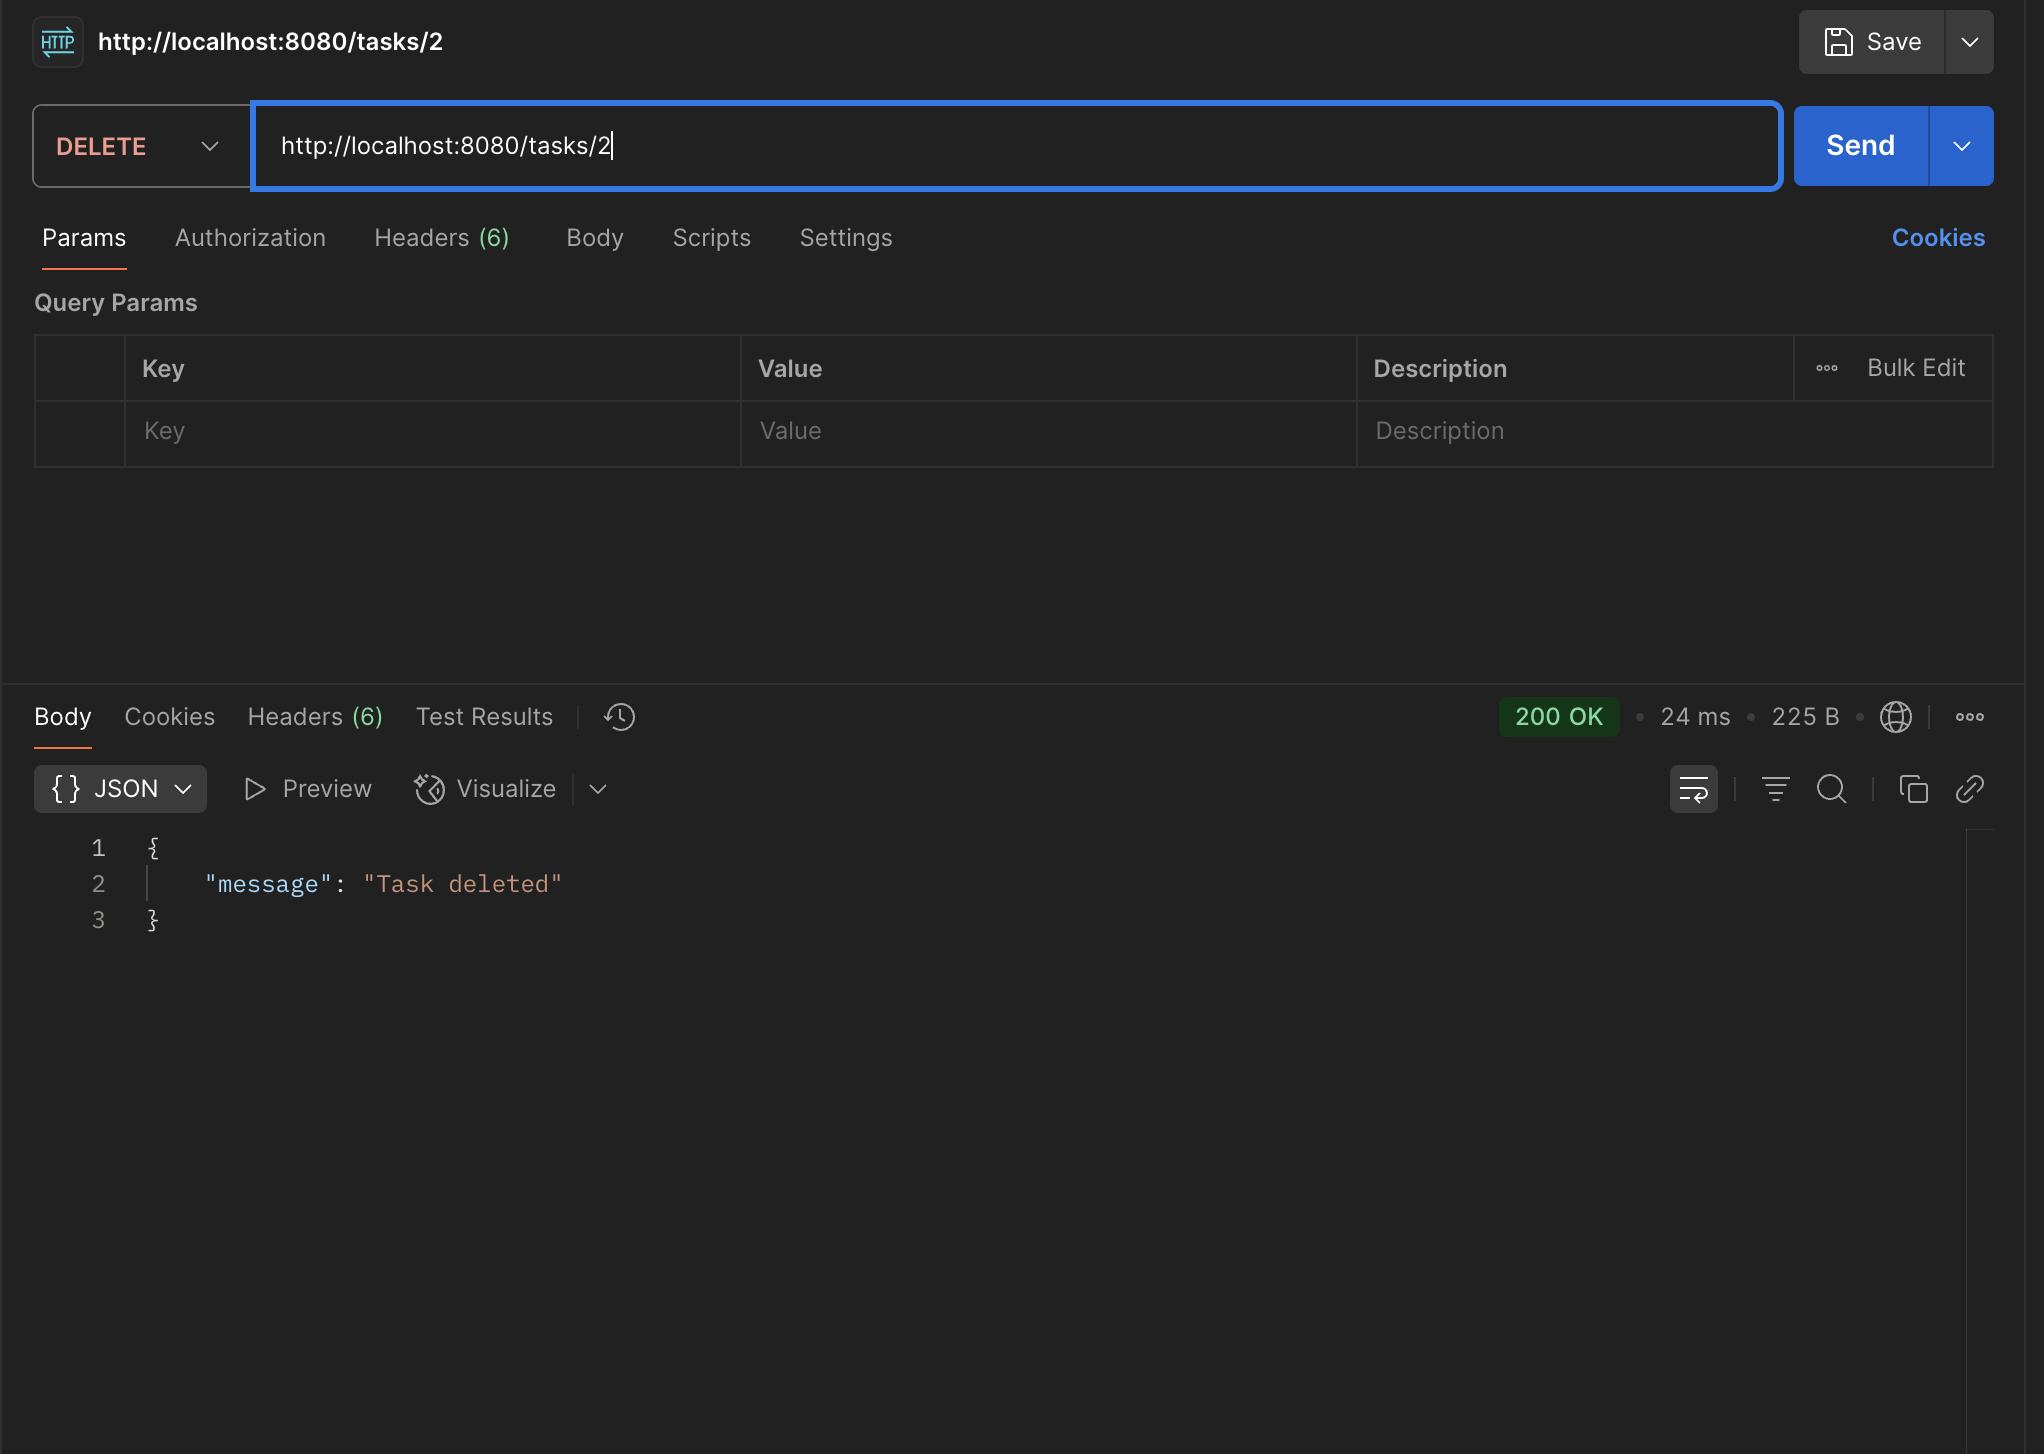 HTTP http://localhost:8080/tasks/2 Save
DELETE http://localhost:8080/tasks/2 Send
Params Authorization Headers (6) Body Scripts Settings Cookies
Query Params
Key Value Description Bulk Edit
Key Value Description
Body Cookies Headers (6) Test Results 200 OK • 24 ms • 225 B •
{ } JSON Preview Visualize
1 {
2 "message": "Task deleted"
3 }